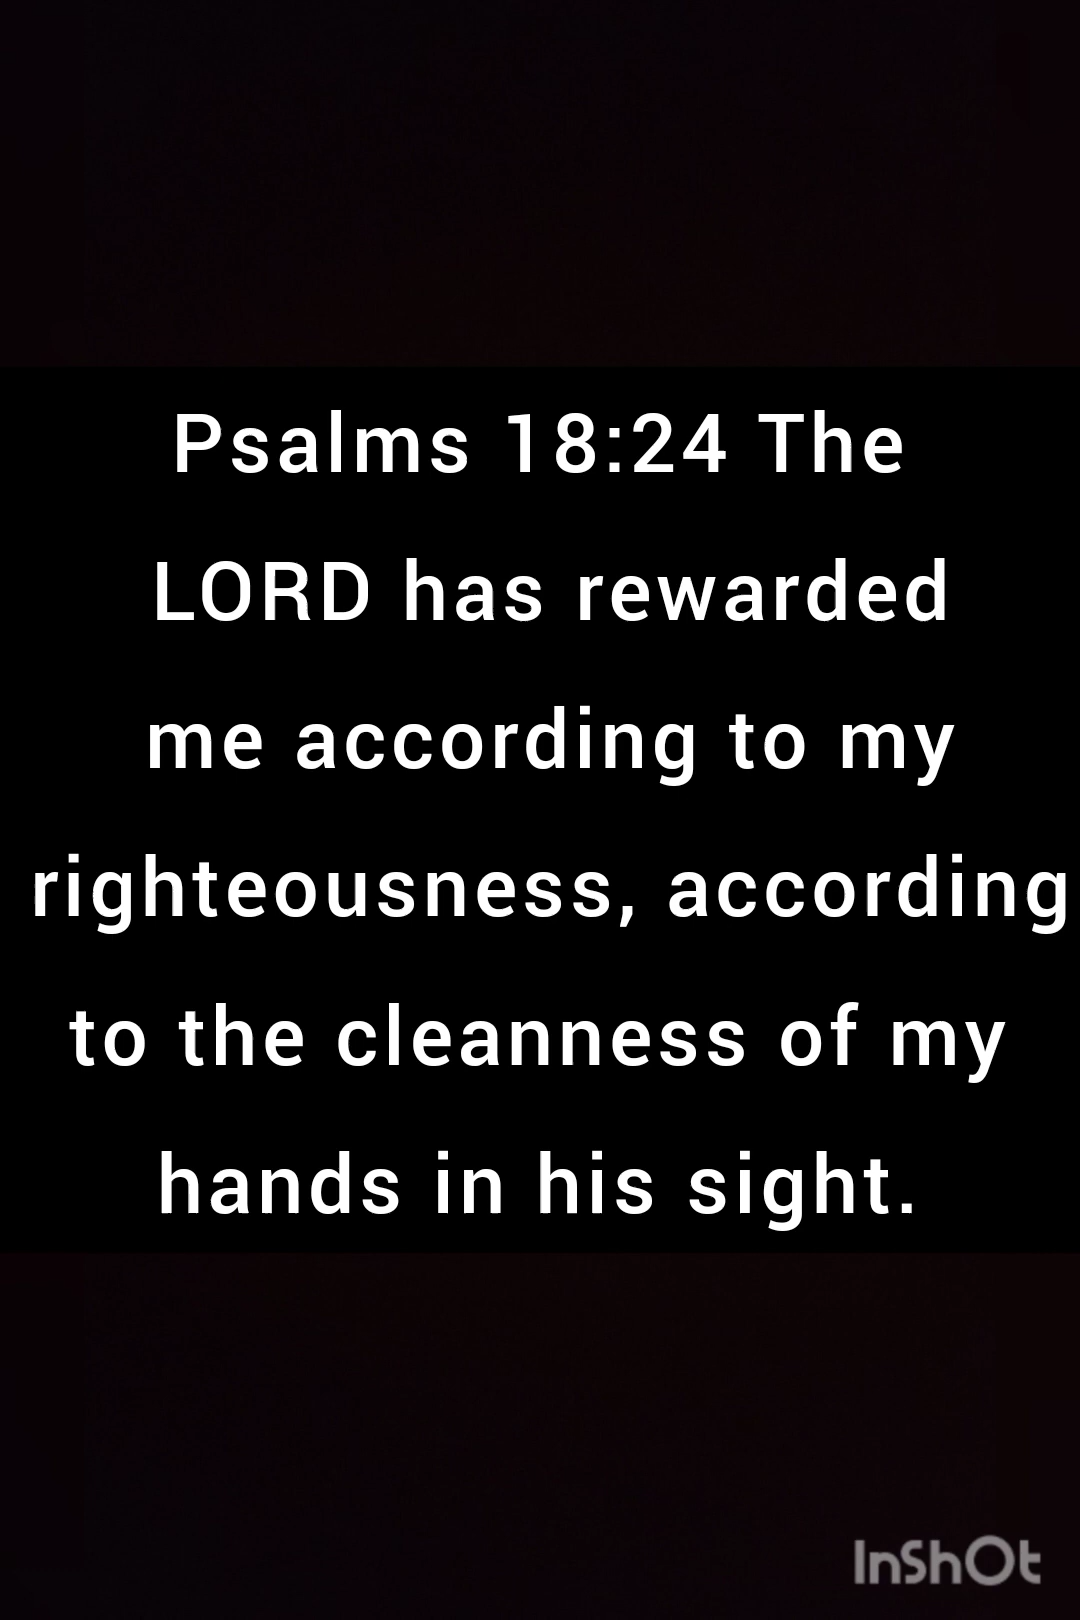 Psalms 18:24 The
LORD has rewarded
me according to my
righteousness, according
to the cleanness of my
hands in his sight.
InShOt